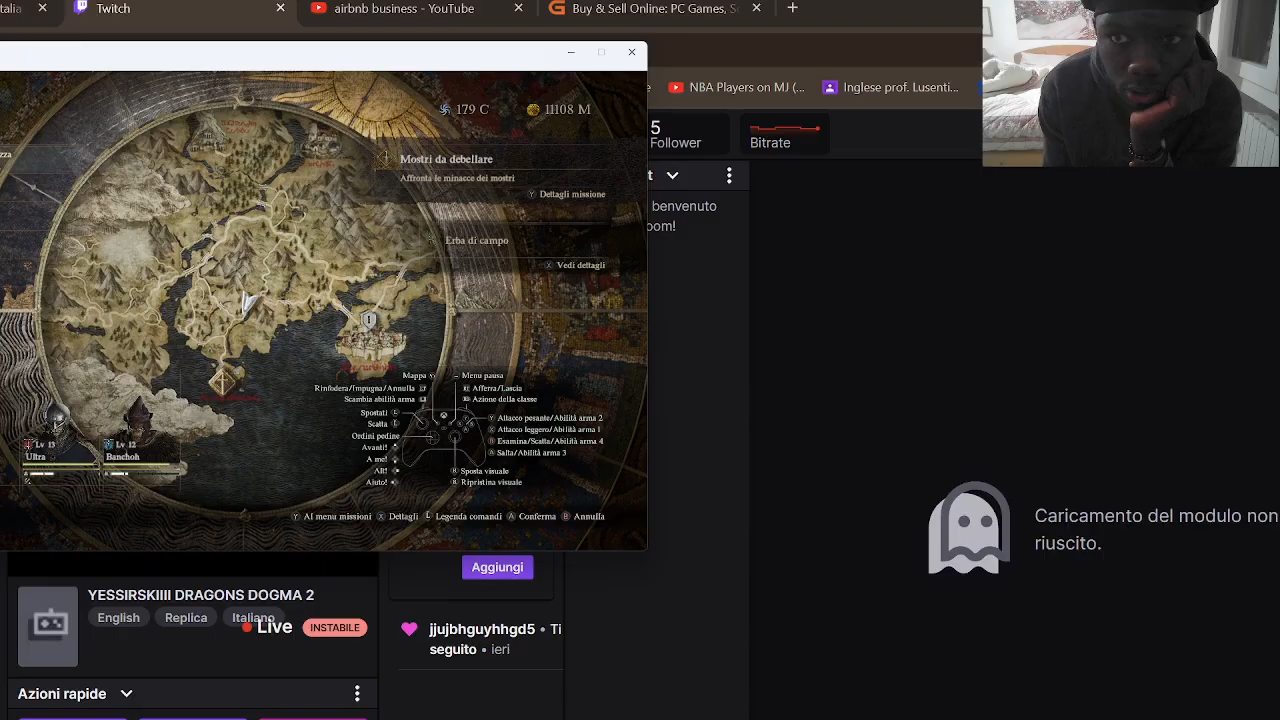 italia
Twitch
airbnb business - YouTube
Buy & Sell Online: PC Games, S
NBA Players on MJ (...
Inglese prof. Lusenti...
5
Follower
Bitrate
t
benvenuto
oom!
zza
179 C
11108 M
Mostri da debellare
Affronta le minacce dei mostri
Y Dettagli missione
Erba di campo
X Vedi dettagli
1
Mappa
Menu pausa
Rinfodera/Impugna/Annulla
Afferra/Lascia
Scambia abilità arma
Azione della classe
Spostati
Attacco pesante/Abilità arma 2
Scatta
Attacco leggero/Abilità arma 1
Ordini pedine
Esamina/Scatta/Abilità arma 4
Avanti!
Salta/Abilità arma 3
A me!
Alt!
Sposta visuale
Aiuto!
Ripristina visuale
Lv 13
Ultra
Lv 12
Banchoh
Y Al menu missioni X Dettagli L Legenda comandi A Conferma B Annulla
Caricamento del modulo non
riuscito.
Aggiungi
YESSIRSKIIII DRAGONS DOGMA 2
English
Replica
Italiano
Live
INSTABILE
jjujbhguyhhgd5 • Ti
seguito • ieri
Azioni rapide